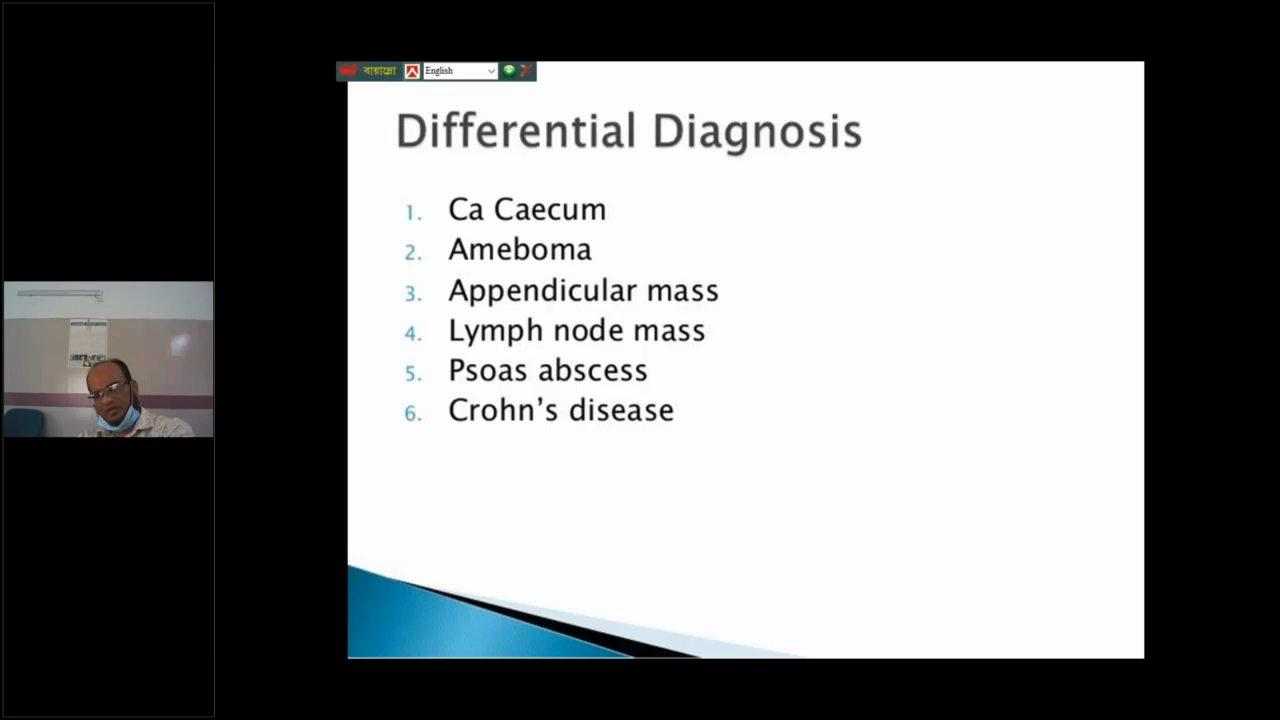 বায়ান্নো English
Differential Diagnosis
1. Ca Caecum
2. Ameboma
3. Appendicular mass
4. Lymph node mass
5. Psoas abscess
6. Crohn's disease